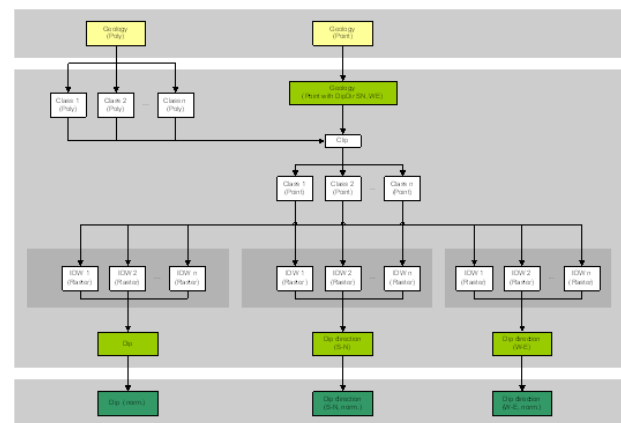 Geology
(Poly)
Geology
(Point)
Class 1
(Poly)
Class 2
(Poly)
...
Class n
(Poly)
Geology
(Point with DipDir SN, WE)
Clip
Class 1
(Point)
Class 2
(Point)
...
Class n
(Point)
IDW 1
(Raster)
IDW 2
(Raster)
...
IDW n
(Raster)
IDW 1
(Raster)
IDW 2
(Raster)
...
IDW n
(Raster)
IDW 1
(Raster)
IDW 2
(Raster)
...
IDW n
(Raster)
Dip
Dip direction
(S-N)
Dip direction
(W-E)
Dip (norm.)
Dip direction
(S-N, norm.)
Dip direction
(W-E, norm.)